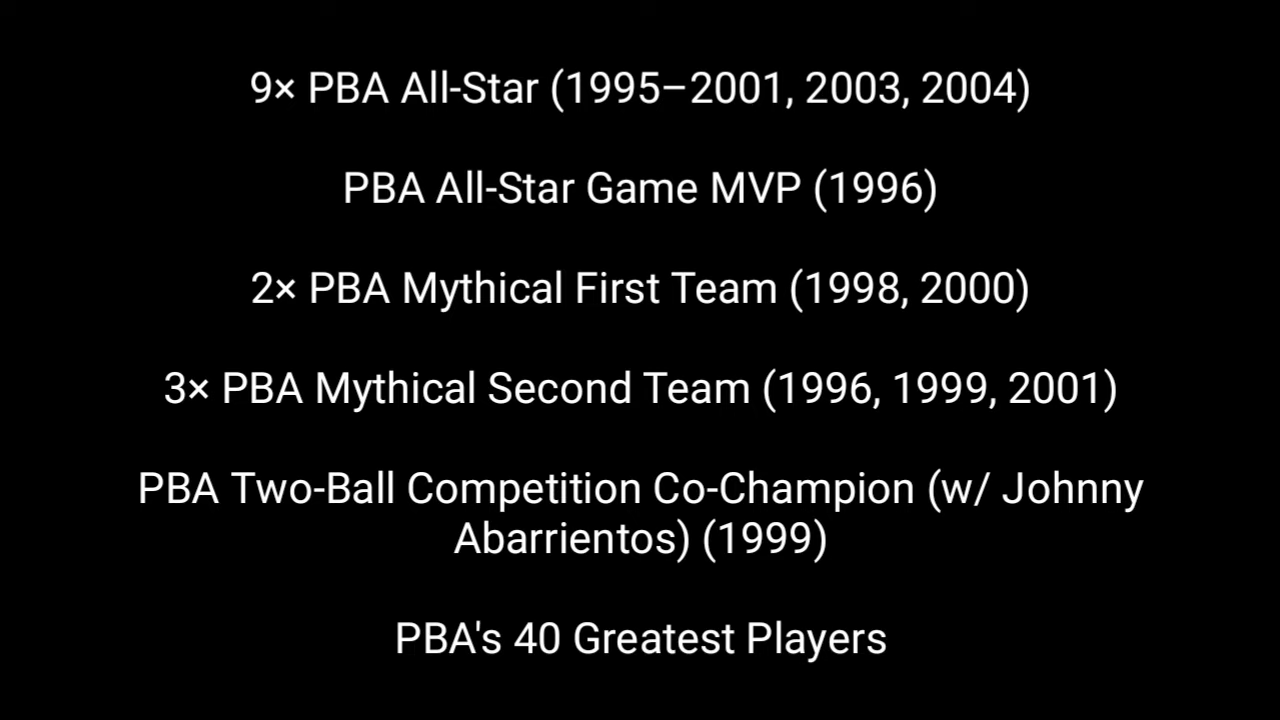 9× PBA All-Star (1995–2001, 2003, 2004)
PBA All-Star Game MVP (1996)
2× PBA Mythical First Team (1998, 2000)
3× PBA Mythical Second Team (1996, 1999, 2001)
PBA Two-Ball Competition Co-Champion (w/ Johnny
Abarrientos) (1999)
PBA's 40 Greatest Players